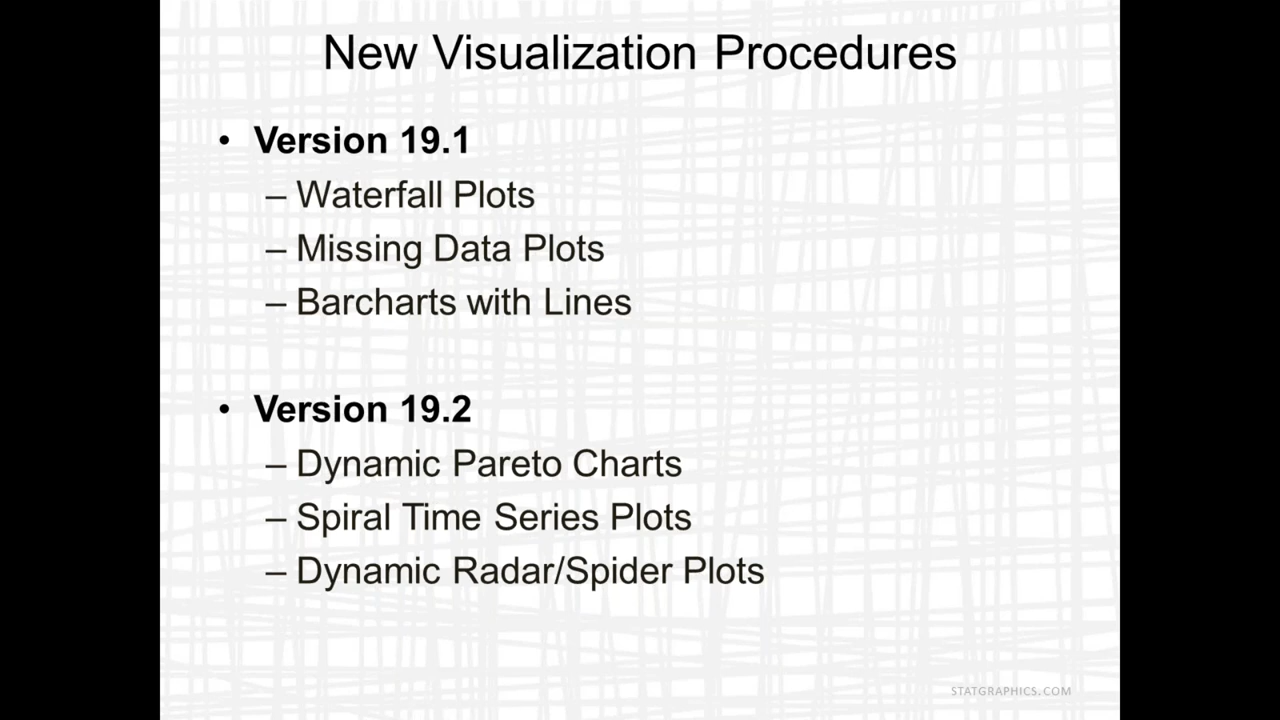 New Visualization Procedures
• Version 19.1
– Waterfall Plots
– Missing Data Plots
– Barcharts with Lines
• Version 19.2
– Dynamic Pareto Charts
– Spiral Time Series Plots
– Dynamic Radar/Spider Plots
STATGRAPHICS.COM